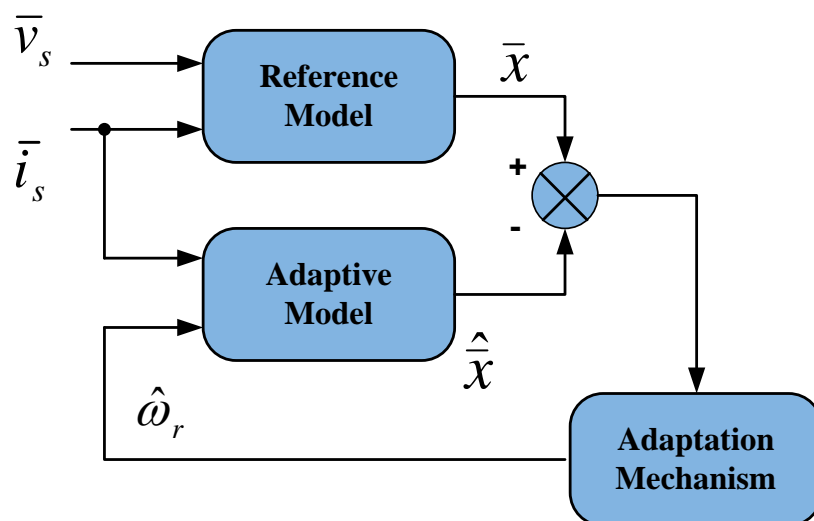 v̄ₛ
Reference
Model
x̄
īₛ
+
-
Adaptive
Model
x̄̂
ω̂ᵣ
Adaptation
Mechanism